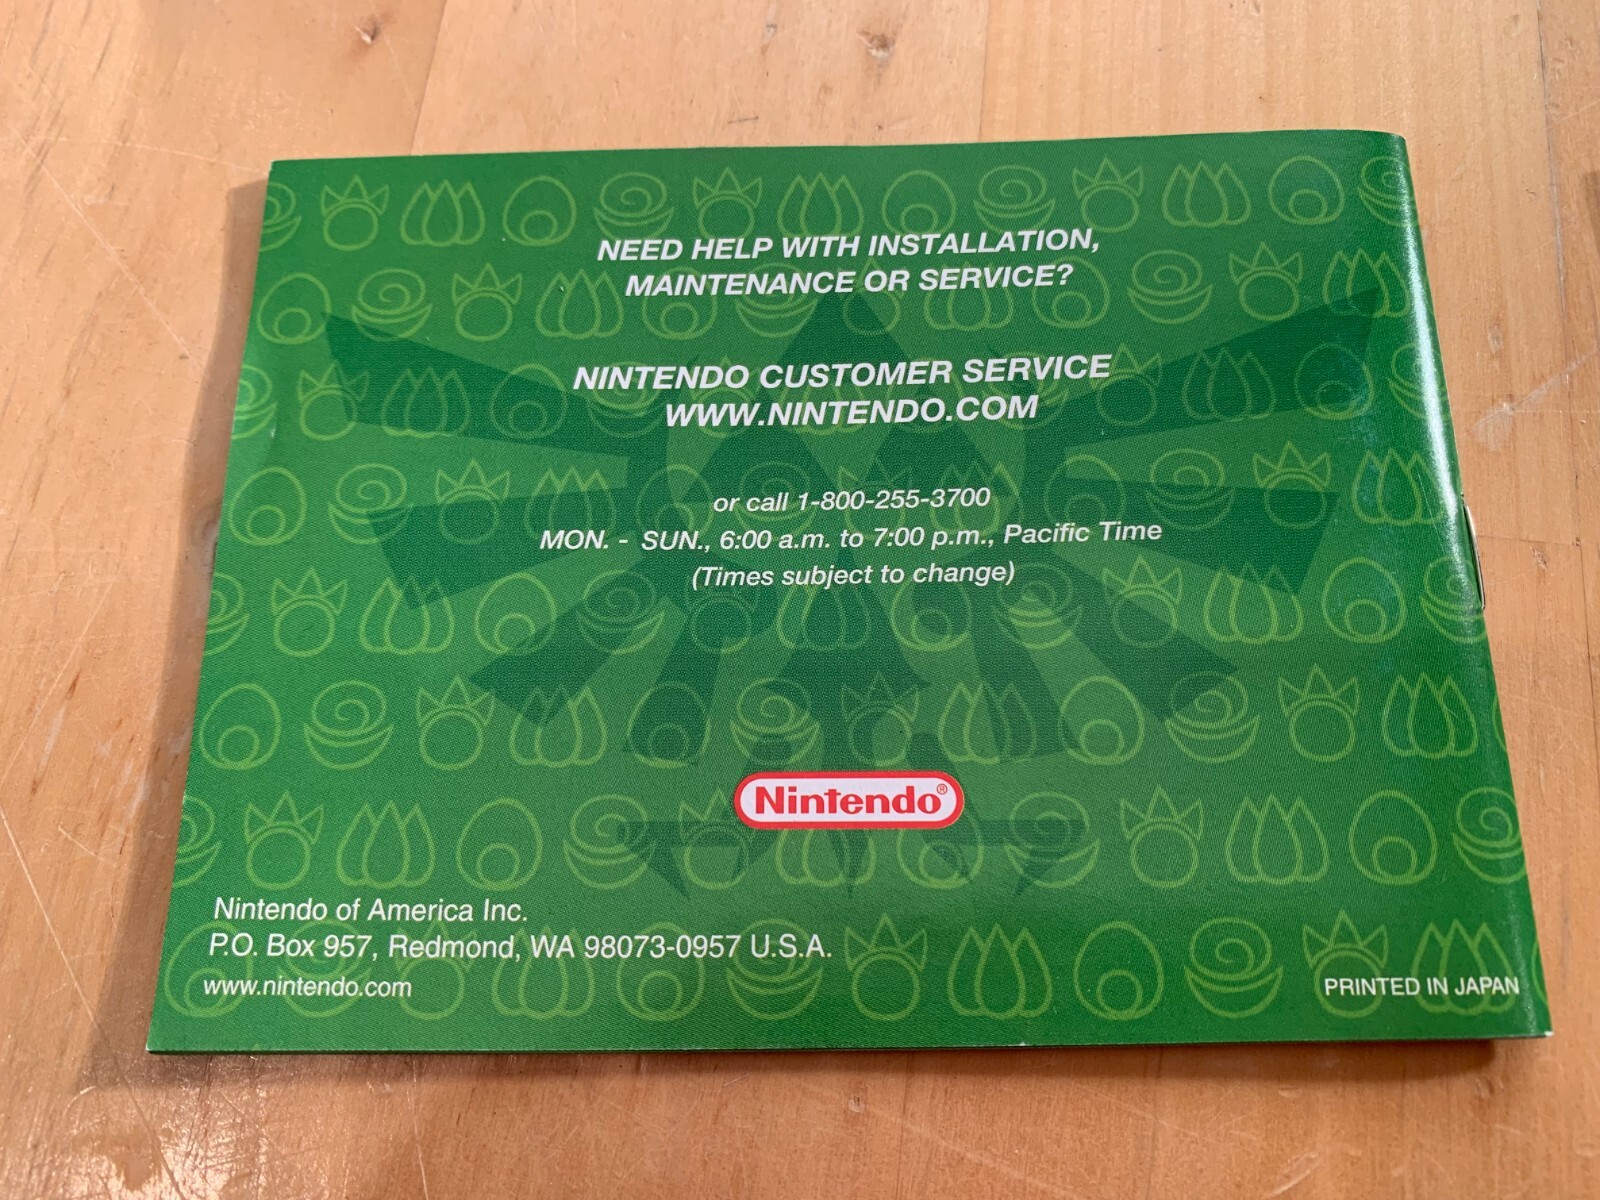 NEED HELP WITH INSTALLATION,
MAINTENANCE OR SERVICE?
NINTENDO CUSTOMER SERVICE
WWW.NINTENDO.COM
or call 1-800-255-3700
MON. - SUN., 6:00 a.m. to 7:00 p.m., Pacific Time
(Times subject to change)
Nintendo®
Nintendo of America Inc.
P.O. Box 957, Redmond, WA 98073-0957 U.S.A.
www.nintendo.com
PRINTED IN JAPAN